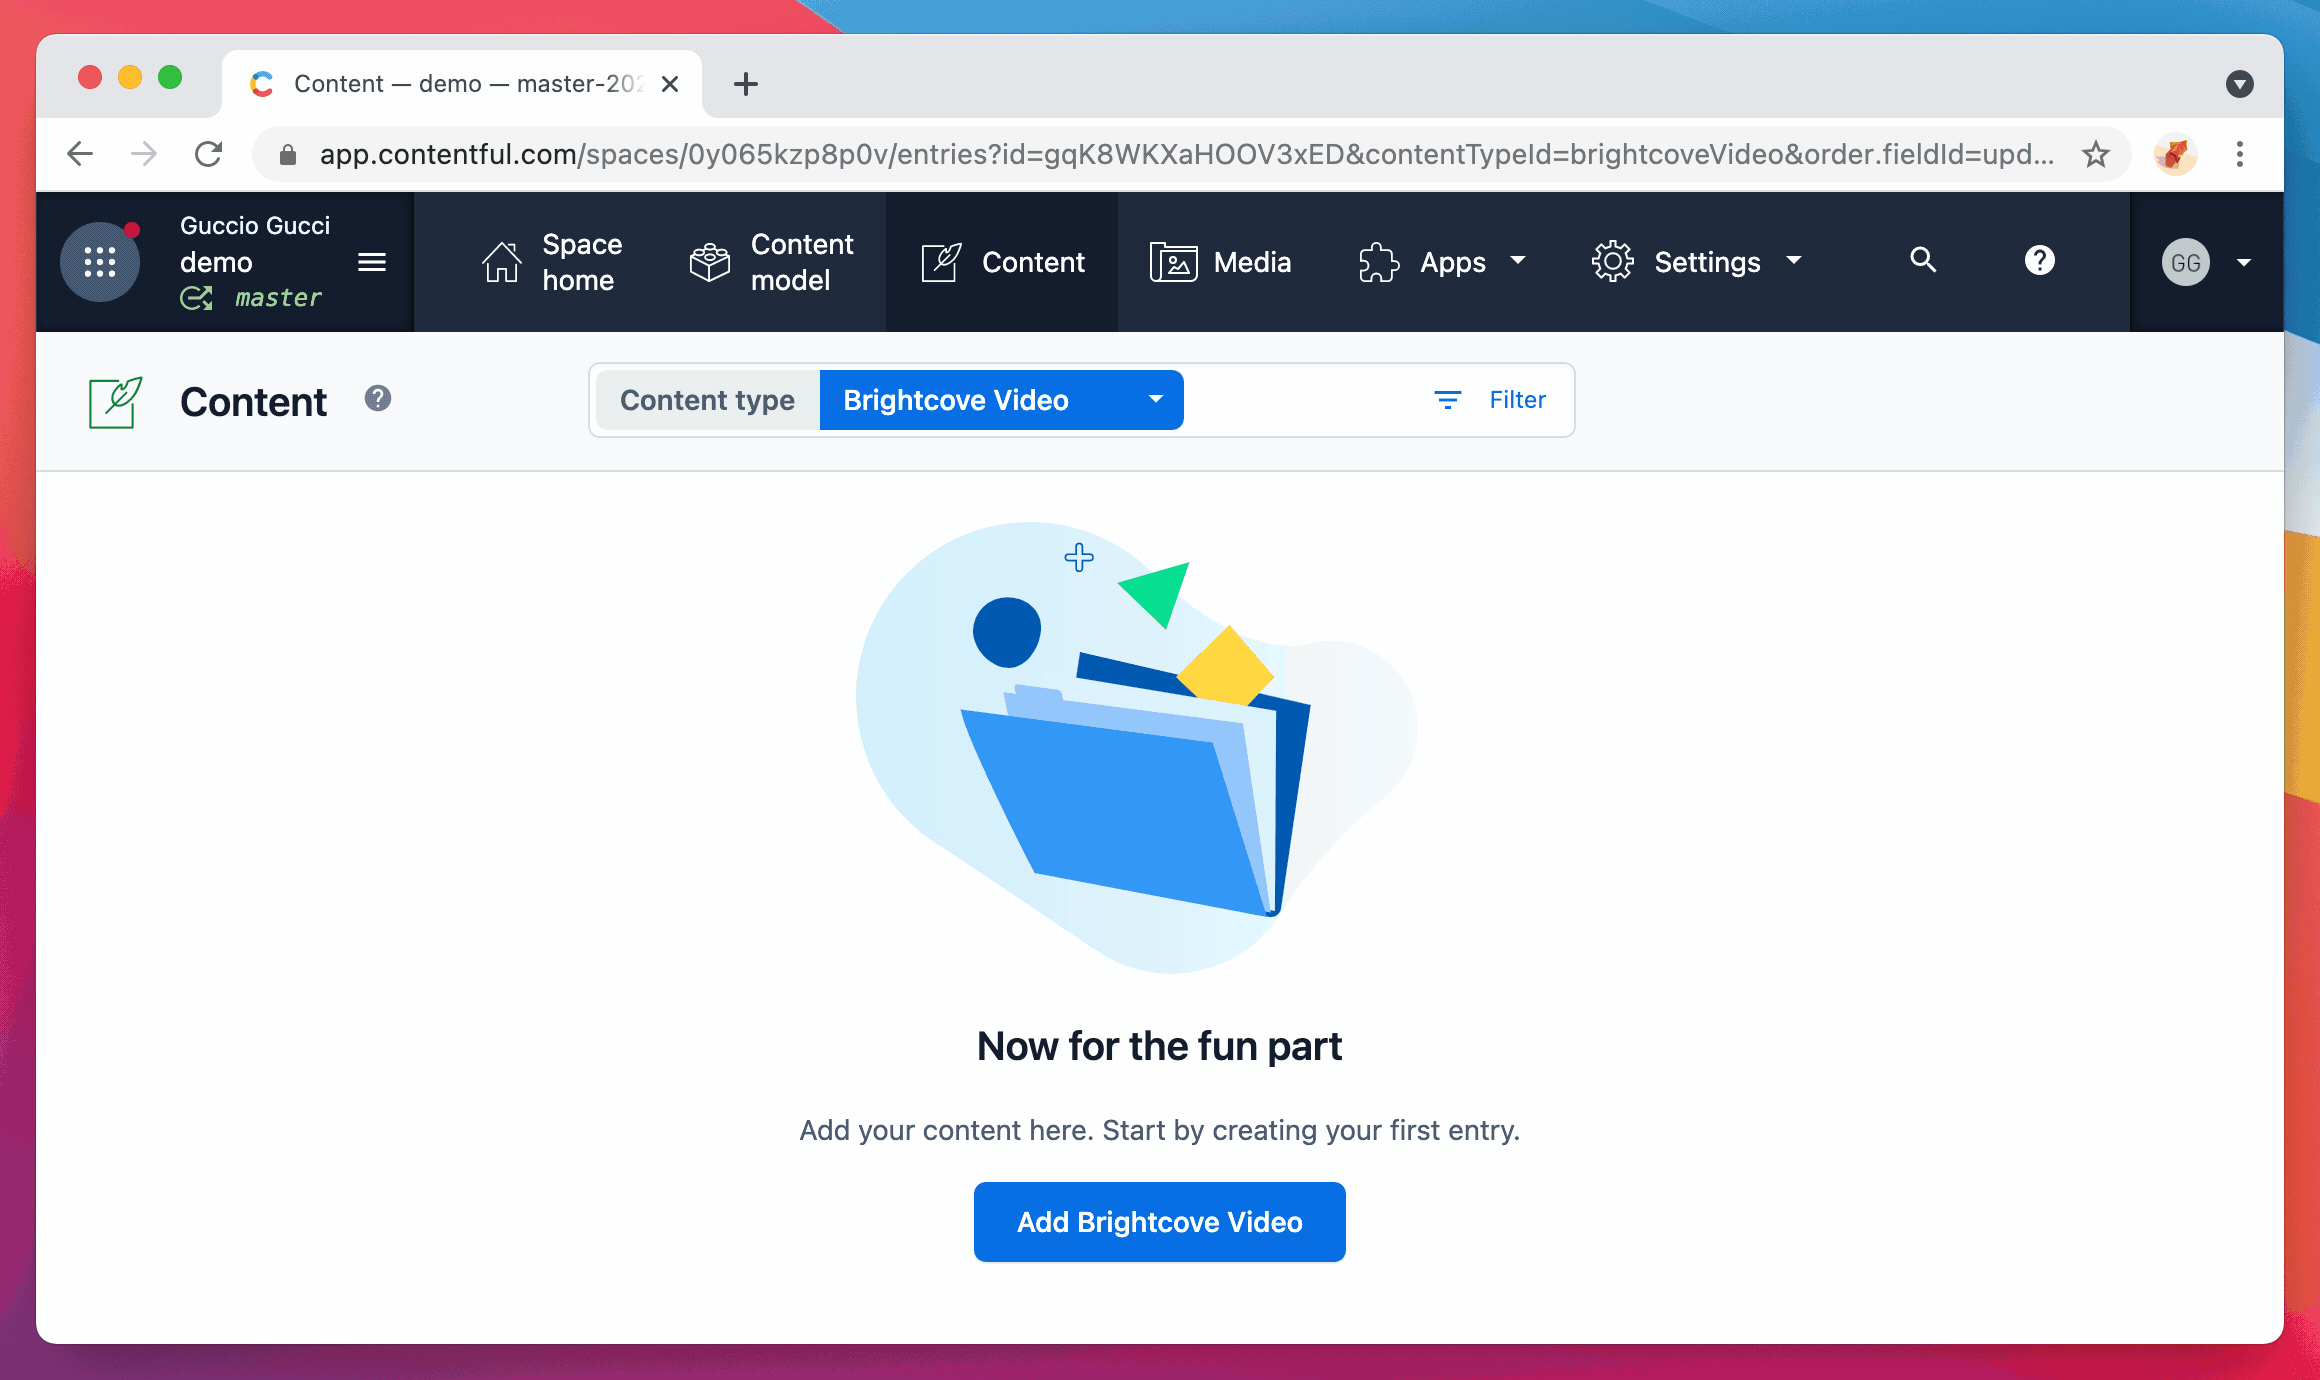 Content — demo — master-202
app.contentful.com/spaces/0y065kzp8p0v/entries?id=gqK8WKXaHOOV3xED&contentTypeId=brightcoveVideo&order.fieldId=upd...
Guccio Gucci
demo
master
Space home
Content model
Content
Media
Apps
Settings
GG
Content
Content type
Brightcove Video
Filter
Now for the fun part
Add your content here. Start by creating your first entry.
Add Brightcove Video